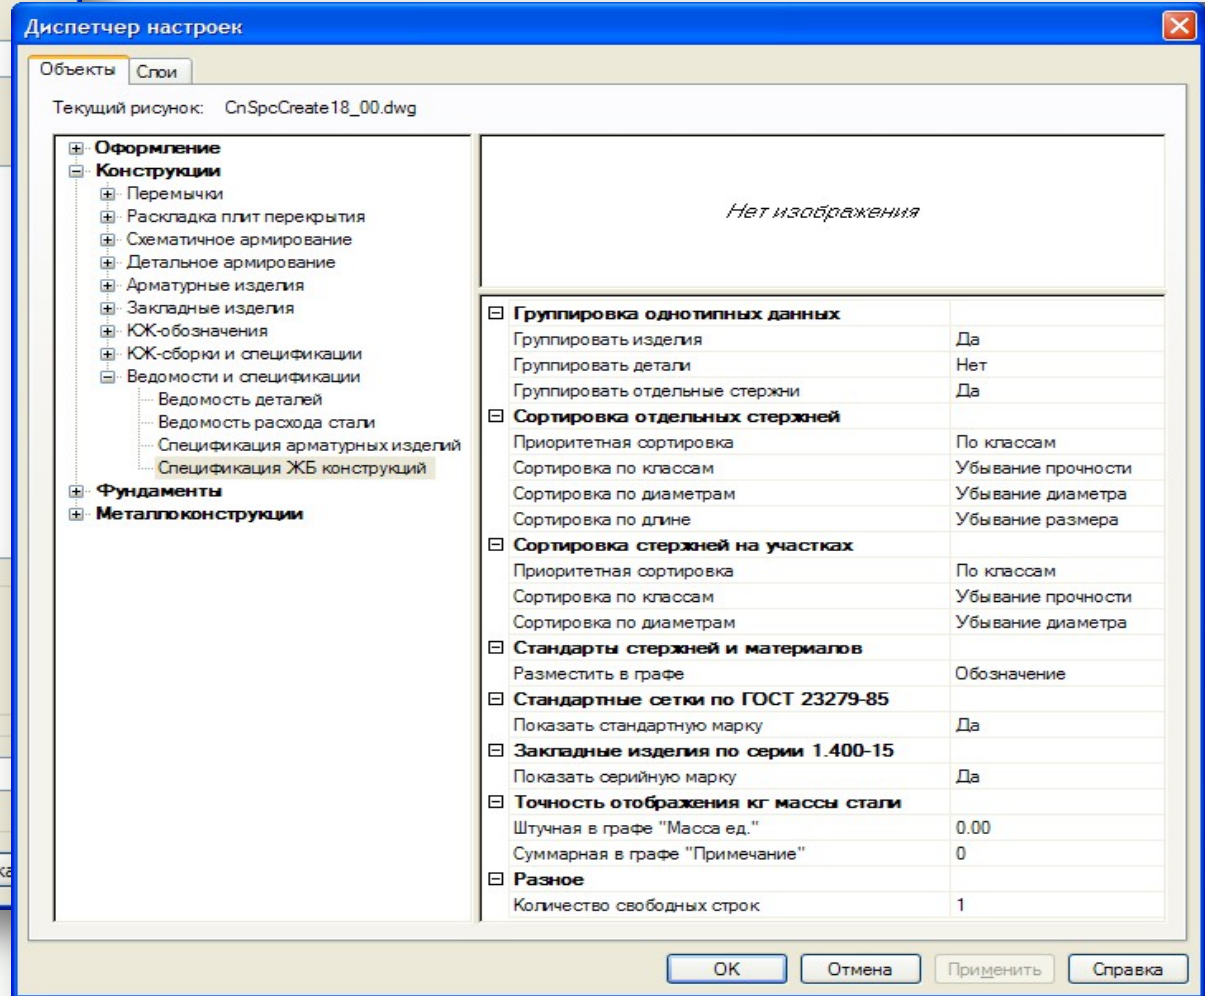 Диспетчер настроек
Объекты Слои
Текущий рисунок: CnSpcCreate18_00.dwg
Оформление
Конструкции
Перемычки
Раскладка плит перекрытия
Схематичное армирование
Детальное армирование
Арматурные изделия
Закладные изделия
КЖ-обозначения
КЖ-сборки и спецификации
Ведомости и спецификации
Ведомость деталей
Ведомость расхода стали
Спецификация арматурных изделий
Спецификация ЖБ конструкций
Фундаменты
Металлоконструкции
Нет изображения
Группировка однотипных данных
Группировать изделия Да
Группировать детали Нет
Группировать отдельные стержни Да
Сортировка отдельных стержней
Приоритетная сортировка По классам
Сортировка по классам Убывание прочности
Сортировка по диаметрам Убывание диаметра
Сортировка по длине Убывание размера
Сортировка стержней на участках
Приоритетная сортировка По классам
Сортировка по классам Убывание прочности
Сортировка по диаметрам Убывание диаметра
Стандарты стержней и материалов
Разместить в графе Обозначение
Стандартные сетки по ГОСТ 23279-85
Показать стандартную марку Да
Закладные изделия по серии 1.400-15
Показать серийную марку Да
Точность отображения кг массы стали
Штучная в графе "Масса ед." 0.00
Суммарная в графе "Примечание" 0
Разное
Количество свободных строк 1
ОК Отмена Применить Справка